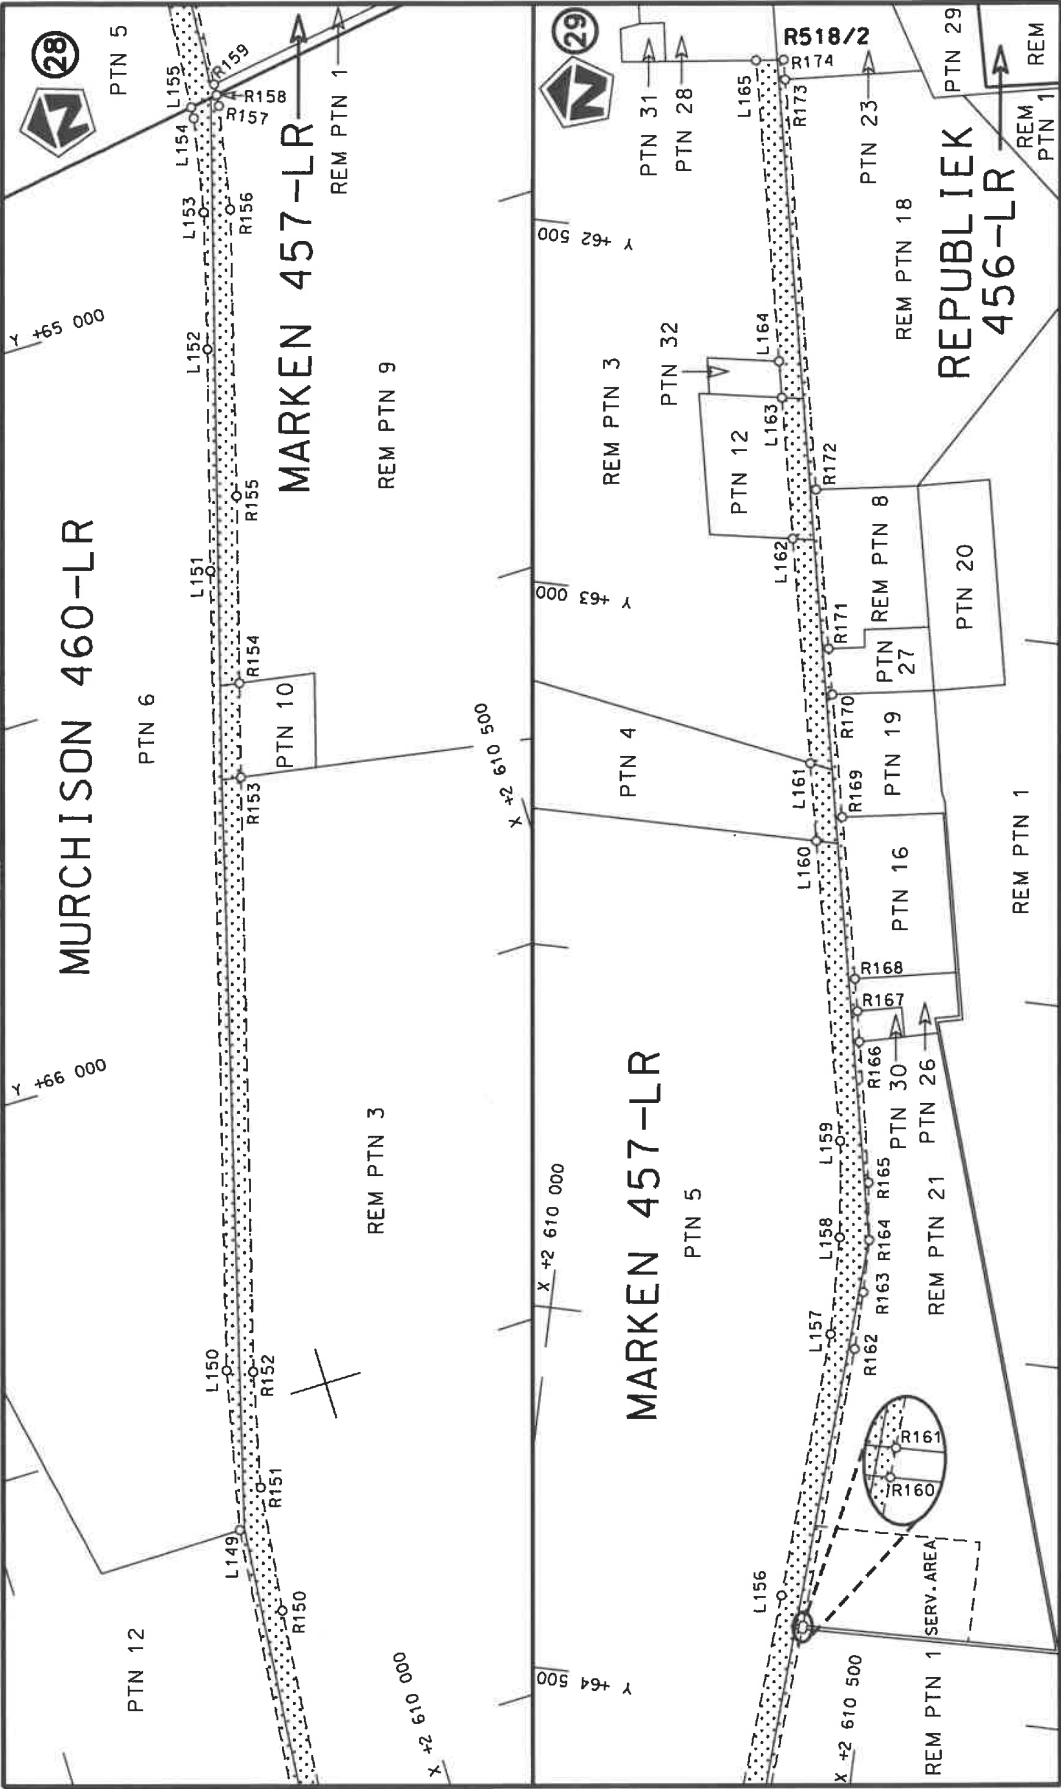 28
N
MURCHISON 460-LR
PTN 12
PTN 6
PTN 5
Y +66 000
Y +65 000
L149
L150
L151
L152
L153
L154
L155
R150
R151
R152
R153
R154
R155
R156
R157
R158
R159
PTN 10
REM PTN 3
REM PTN 9
MARKEN 457-LR
REM PTN 1
X +2 610 000
X +2 610 500
29
N
MARKEN 457-LR
PTN 5
PTN 4
REM PTN 3
PTN 12
PTN 32
PTN 31
PTN 28
Y +64 500
X +2 610 000
Y +63 000
Y +62 500
L156
L157
L158
L159
L160
L161
L162
L163
L164
L165
R518/2
R160
R161
R162
R163
R164
R165
R166
R167
R168
R169
R170
R171
R172
R173
R174
X +2 610 500
REM PTN 1
SERV.AREA
REM PTN 21
PTN 30
PTN 26
PTN 16
PTN 19
PTN
27
REM PTN 8
PTN 20
REM PTN 1
REM PTN 18
PTN 23
REPUBLIEK
456-LR
PTN 29
REM
PTN 1
REM